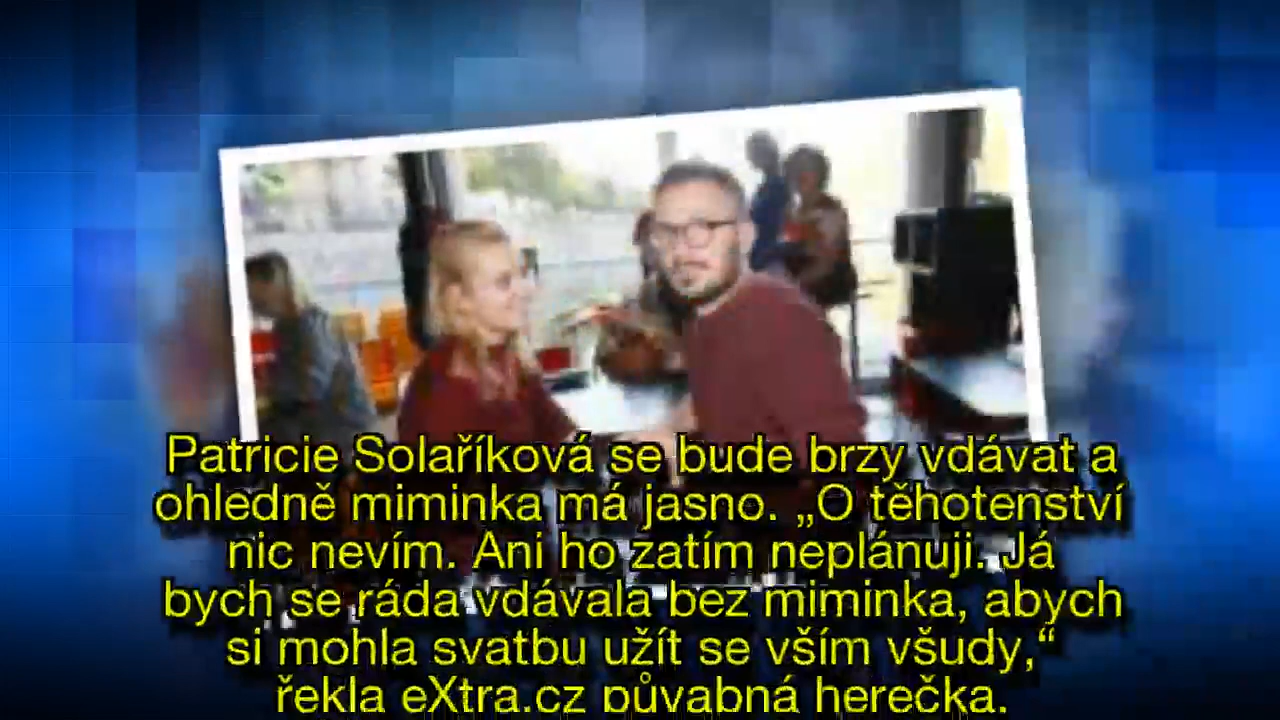 Patricie Solaříková se bude brzy vdávat a
ohledně miminka má jasno. „O těhotenství
nic nevím. Ani ho zatím neplánuji. Já
bych se ráda vdávala bez miminka, abych
si mohla svatbu užít se vším všudy,“
řekla eXtra.cz půvabná herečka.